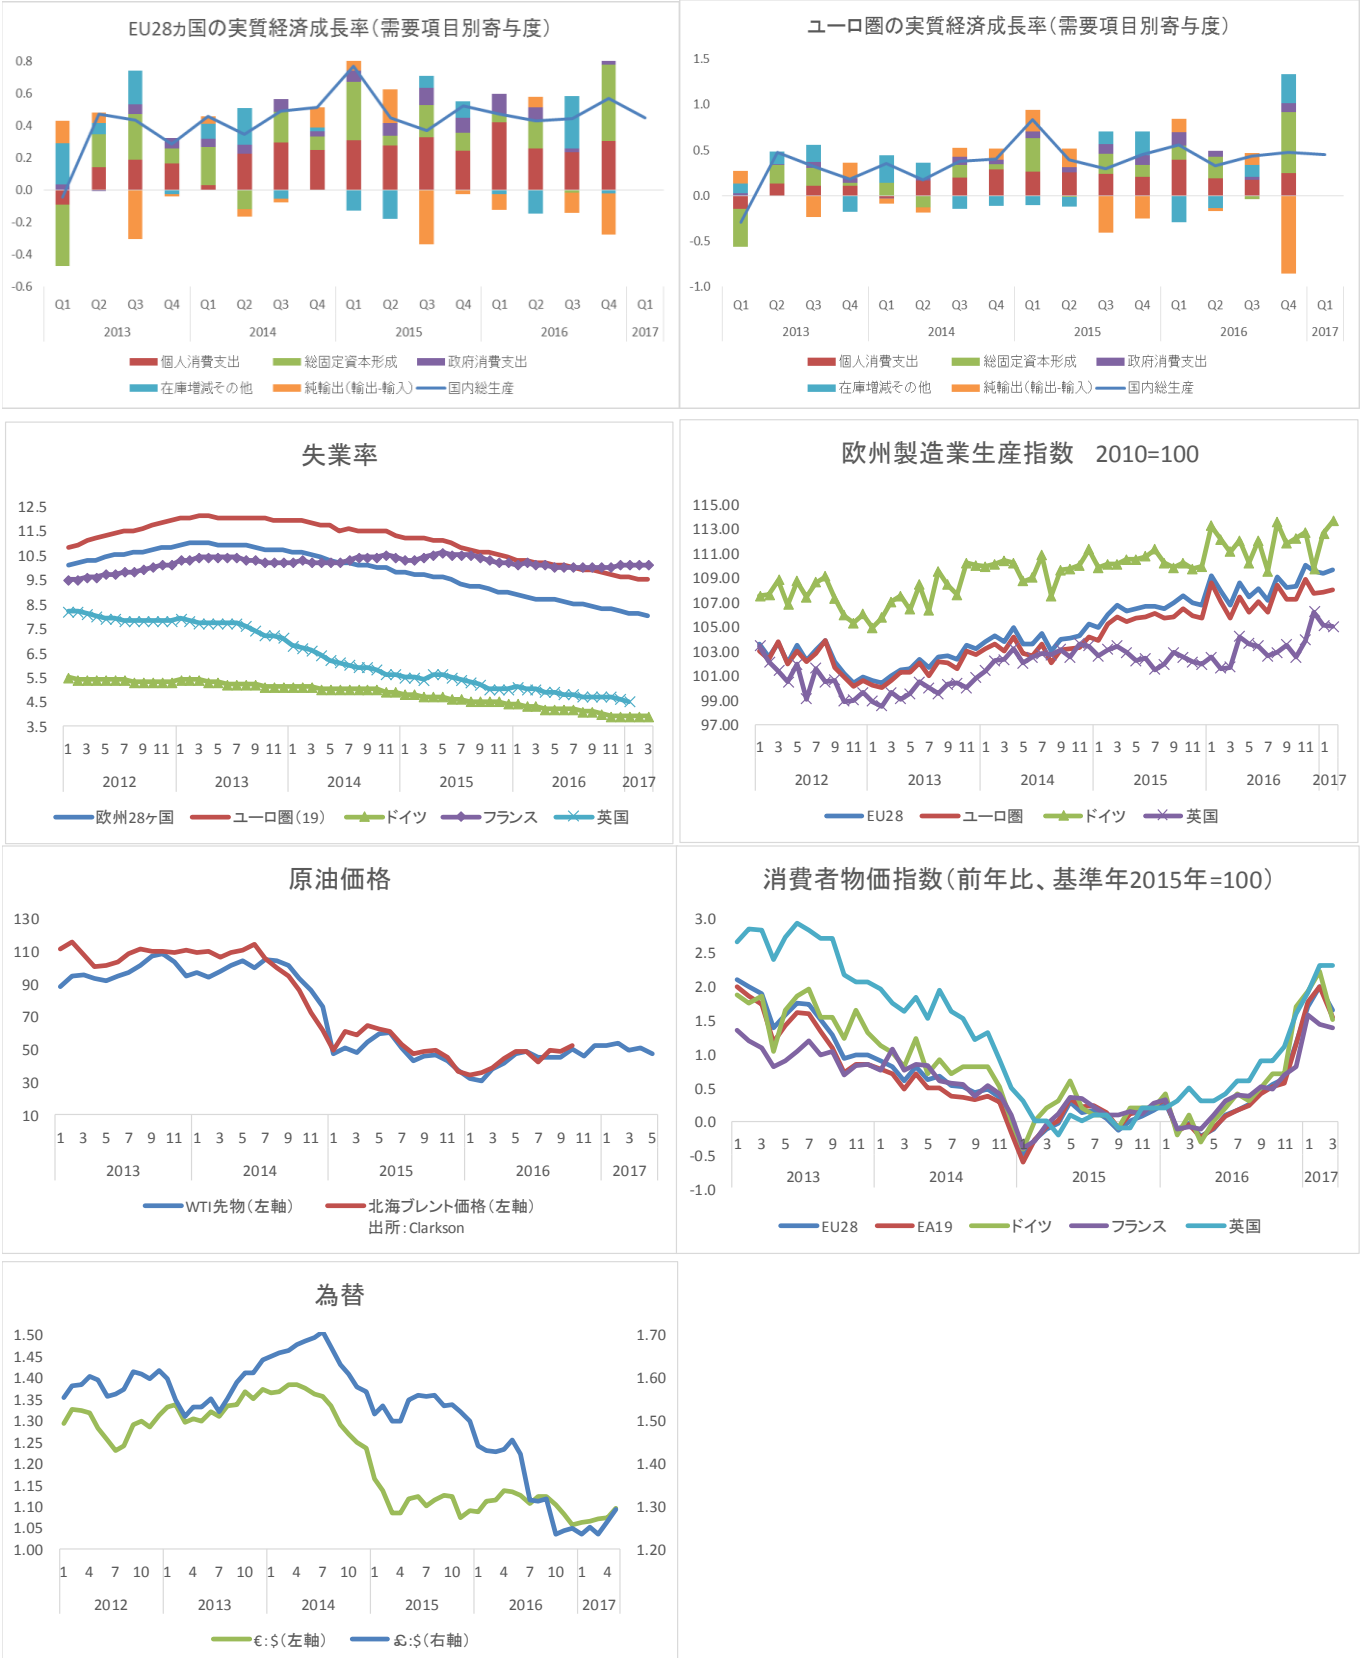 EU28カ国の実質経済成長率(需要項目別寄与度)
0.8
0.6
0.4
0.2
0.0
-0.2
-0.4
-0.6
Q1 Q2 Q3 Q4 Q1 Q2 Q3 Q4 Q1 Q2 Q3 Q4 Q1 Q2 Q3 Q4 Q1
2013 2014 2015 2016 2017
個人消費支出 総固定資本形成 政府消費支出
在庫増減その他 純輸出(輸出-輸入) 国内総生産
ユーロ圏の実質経済成長率(需要項目別寄与度)
1.5
1.0
0.5
0.0
-0.5
-1.0
Q1 Q2 Q3 Q4 Q1 Q2 Q3 Q4 Q1 Q2 Q3 Q4 Q1 Q2 Q3 Q4 Q1
2013 2014 2015 2016 2017
個人消費支出 総固定資本形成 政府消費支出
在庫増減その他 純輸出(輸出-輸入) 国内総生産
失業率
12.5
11.5
10.5
9.5
8.5
7.5
6.5
5.5
4.5
3.5
1 3 5 7 9 11 1 3 5 7 9 11 1 3 5 7 9 11 1 3 5 7 9 11 1 3 5 7 9 11 1 3
2012 2013 2014 2015 2016 2017
欧州28ヶ国 ユーロ圏(19) ドイツ フランス 英国
欧州製造業生産指数 2010=100
115.00
113.00
111.00
109.00
107.00
105.00
103.00
101.00
99.00
97.00
1 3 5 7 9 11 1 3 5 7 9 11 1 3 5 7 9 11 1 3 5 7 9 11 1 3 5 7 9 11 1
2012 2013 2014 2015 2016 2017
EU28 ユーロ圏 ドイツ 英国
原油価格
130
110
90
70
50
30
10
1 3 5 7 9 11 1 3 5 7 9 11 1 3 5 7 9 11 1 3 5 7 9 11 1 3 5
2013 2014 2015 2016 2017
WTI先物(左軸) 北海ブレント価格(左軸)
出所:Clarkson
消費者物価指数(前年比、基準年2015年=100)
3.0
2.5
2.0
1.5
1.0
0.5
0.0
-0.5
-1.0
1 3 5 7 9 11 1 3 5 7 9 11 1 3 5 7 9 11 1 3 5 7 9 11 1 3
2013 2014 2015 2016 2017
EU28 EA19 ドイツ フランス 英国
為替
1.50 1.70
1.45
1.40 1.60
1.35
1.30 1.50
1.25
1.20 1.40
1.15
1.10 1.30
1.05
1.00 1.20
1 4 7 10 1 4 7 10 1 4 7 10 1 4 7 10 1 4 7 10 1 4
2012 2013 2014 2015 2016 2017
€:$(左軸) £:$(右軸)